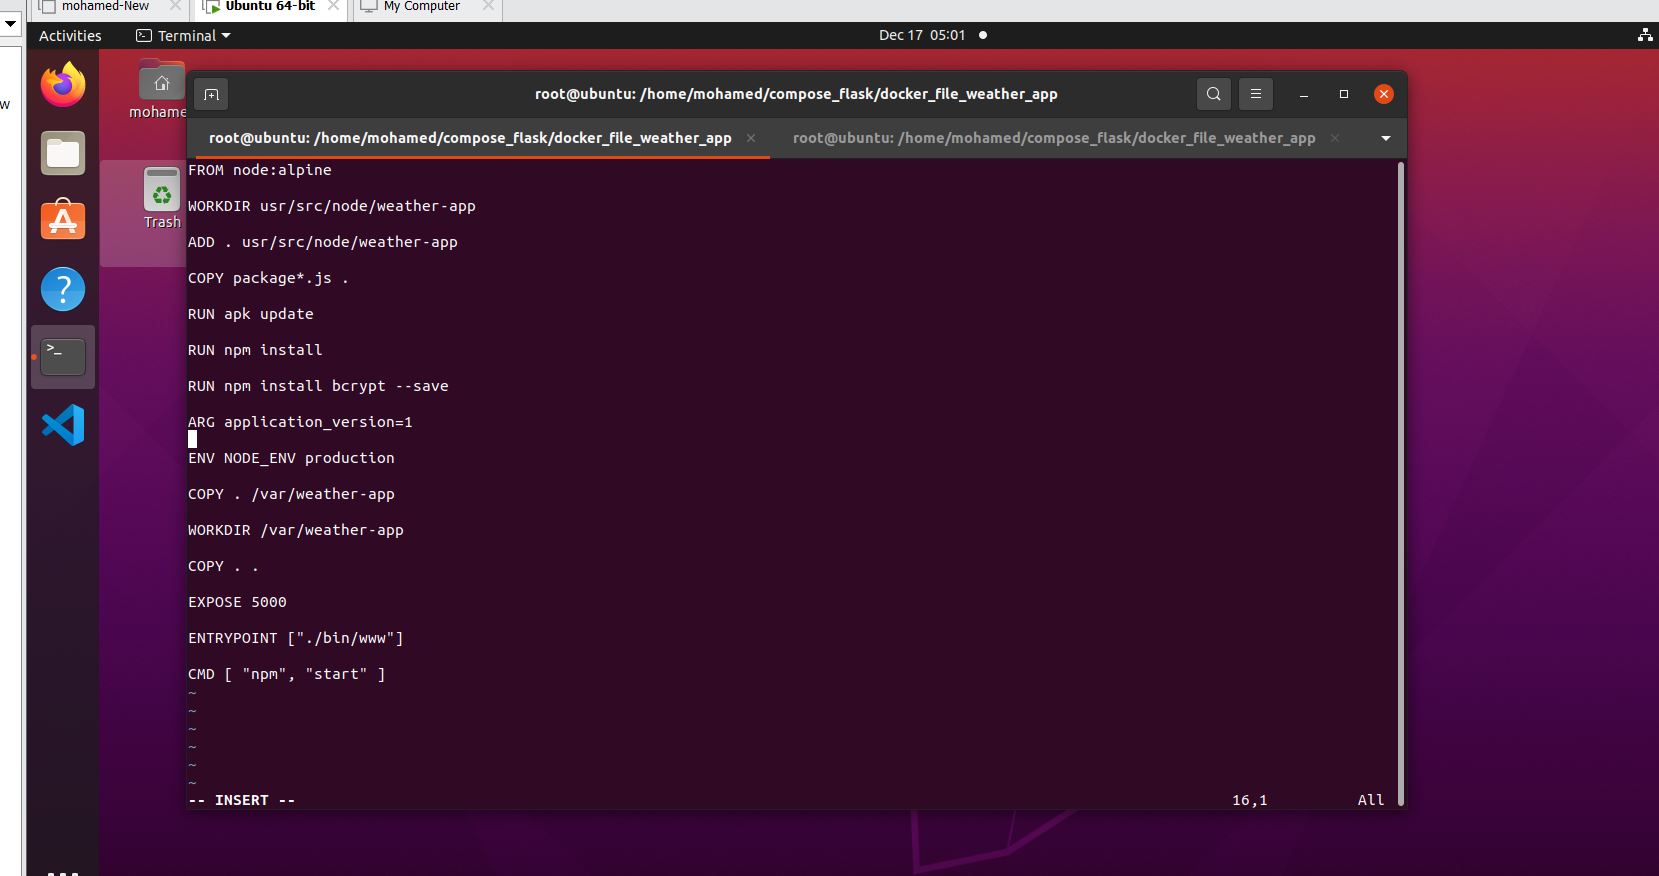 mohamed-New
Ubuntu 64-bit
My Computer
Activities
Terminal
Dec 17 05:01
w
mohame
Trash
root@ubuntu: /home/mohamed/compose_flask/docker_file_weather_app
root@ubuntu: /home/mohamed/compose_flask/docker_file_weather_app
root@ubuntu: /home/mohamed/compose_flask/docker_file_weather_app
FROM node:alpine
WORKDIR usr/src/node/weather-app
ADD . usr/src/node/weather-app
COPY package*.js .
RUN apk update
RUN npm install
RUN npm install bcrypt --save
ARG application_version=1
ENV NODE_ENV production
COPY . /var/weather-app
WORKDIR /var/weather-app
COPY . .
EXPOSE 5000
ENTRYPOINT ["./bin/www"]
CMD [ "npm", "start" ]
~
~
~
~
~
~
-- INSERT -- 16,1 All